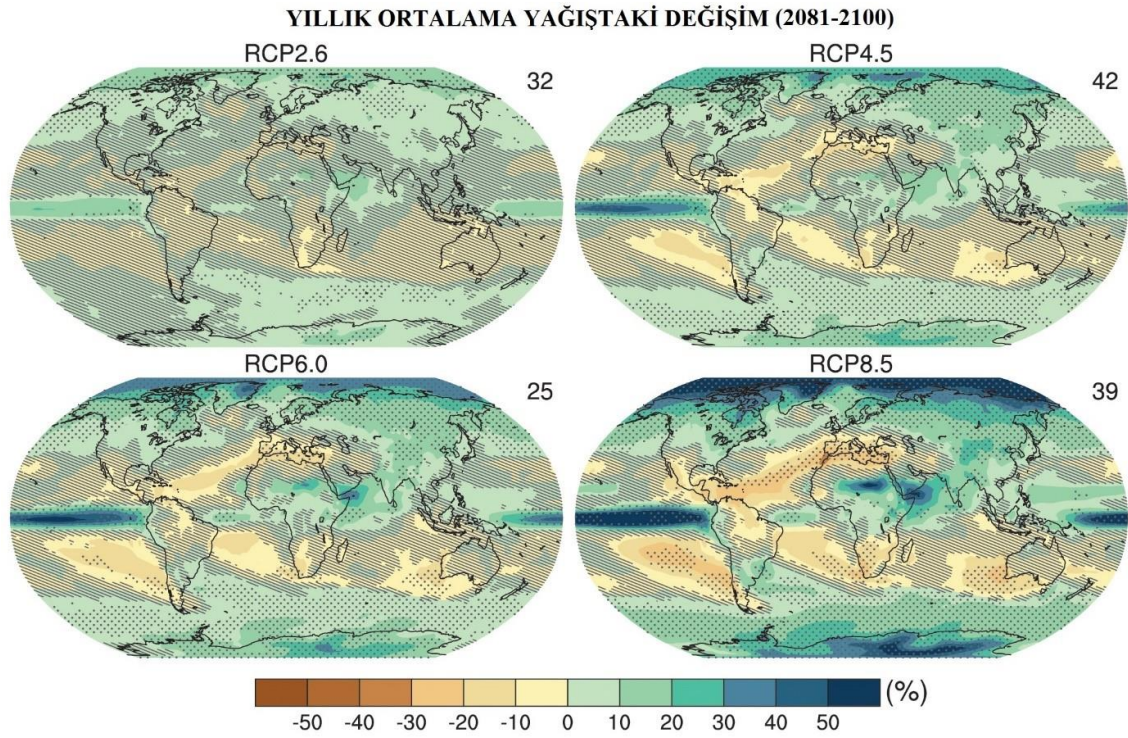 YILLIK ORTALAMA YAĞIŞTAKİ DEĞİŞİM (2081-2100)
RCP2.6
32
RCP4.5
42
RCP6.0
25
RCP8.5
39
(%)
-50 -40 -30 -20 -10 0 10 20 30 40 50